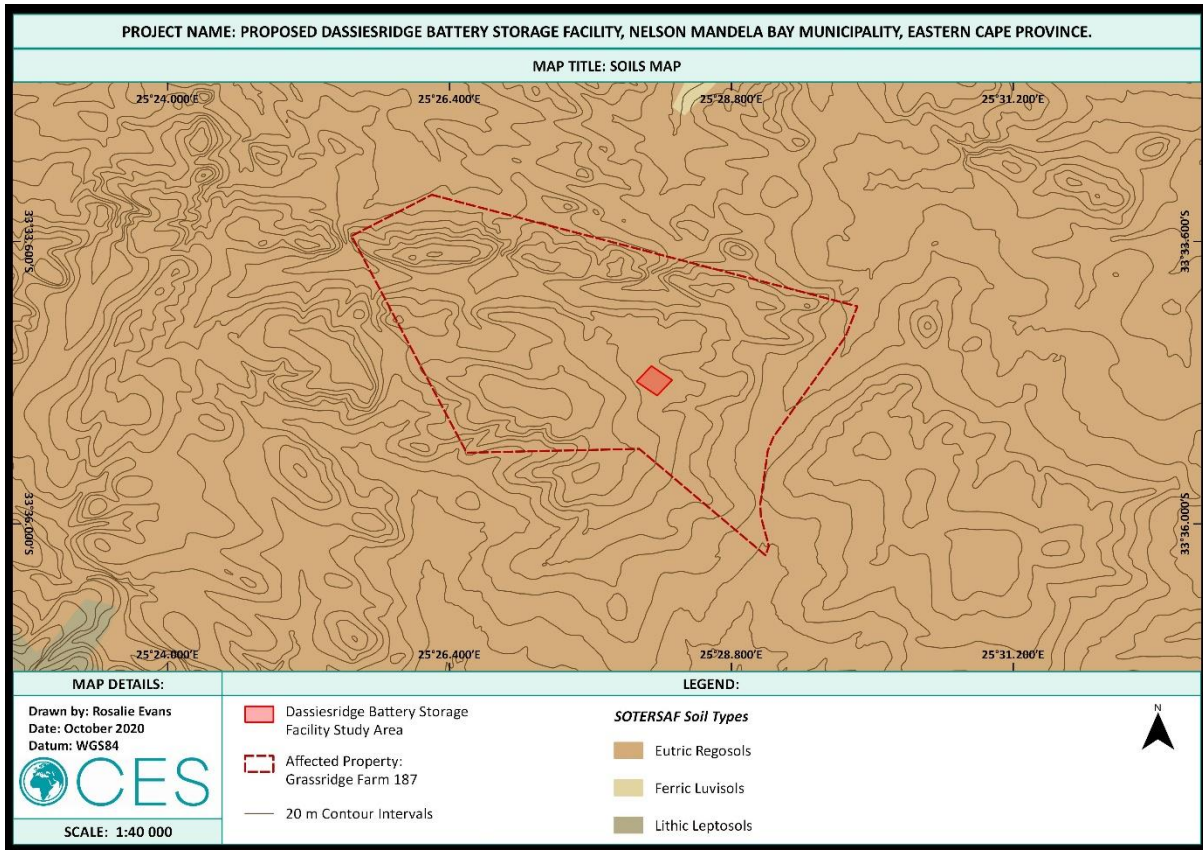 PROJECT NAME: PROPOSED DASSIESRIDGE BATTERY STORAGE FACILITY, NELSON MANDELA BAY MUNICIPALITY, EASTERN CAPE PROVINCE.
MAP TITLE: SOILS MAP
25°24.000'E
25°26.400'E
25°28.800'E
25°31.200'E
33°33.600'S
33°33.600'S
33°36.000'S
33°36.000'S
25°24.000'E
25°26.400'E
25°28.800'E
25°31.200'E
MAP DETAILS:
Drawn by: Rosalie Evans
Date: October 2020
Datum: WGS84
CES
SCALE: 1:40 000
LEGEND:
Dassiesridge Battery Storage
Facility Study Area
Affected Property:
Grassridge Farm 187
20 m Contour Intervals
SOTERSAF Soil Types
Eutric Regosols
Ferric Luvisols
Lithic Leptosols
N